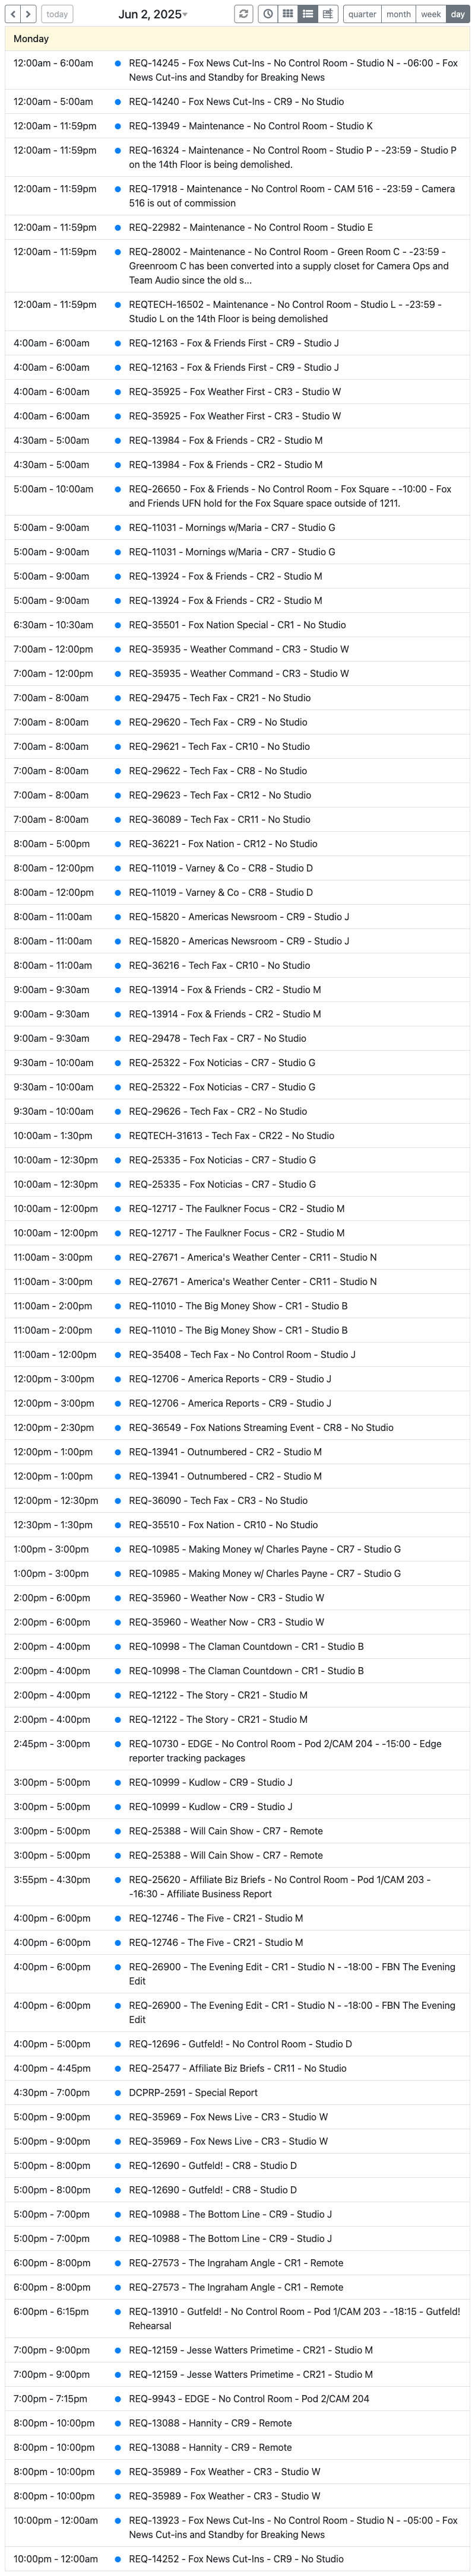 today Jun 2, 2025 quarter month week day
Monday
12:00am - 6:00am REQ-14245 - Fox News Cut-Ins - No Control Room - Studio N - -06:00 - Fox
News Cut-ins and Standby for Breaking News
12:00am - 5:00am REQ-14240 - Fox News Cut-Ins - CR9 - No Studio
12:00am - 11:59pm REQ-13949 - Maintenance - No Control Room - Studio K
12:00am - 11:59pm REQ-16324 - Maintenance - No Control Room - Studio P - -23:59 - Studio P
on the 14th Floor is being demolished.
12:00am - 11:59pm REQ-17918 - Maintenance - No Control Room - CAM 516 - -23:59 - Camera
516 is out of commission
12:00am - 11:59pm REQ-22982 - Maintenance - No Control Room - Studio E
12:00am - 11:59pm REQ-28002 - Maintenance - No Control Room - Green Room C - -23:59 -
Greenroom C has been converted into a supply closet for Camera Ops and
Team Audio since the old s...
12:00am - 11:59pm REQTECH-16502 - Maintenance - No Control Room - Studio L - -23:59 -
Studio L on the 14th Floor is being demolished
4:00am - 6:00am REQ-12163 - Fox & Friends First - CR9 - Studio J
4:00am - 6:00am REQ-12163 - Fox & Friends First - CR9 - Studio J
4:00am - 6:00am REQ-35925 - Fox Weather First - CR3 - Studio W
4:00am - 6:00am REQ-35925 - Fox Weather First - CR3 - Studio W
4:30am - 5:00am REQ-13984 - Fox & Friends - CR2 - Studio M
4:30am - 5:00am REQ-13984 - Fox & Friends - CR2 - Studio M
5:00am - 10:00am REQ-26650 - Fox & Friends - No Control Room - Fox Square - -10:00 - Fox
and Friends UFN hold for the Fox Square space outside of 1211.
5:00am - 9:00am REQ-11031 - Mornings w/Maria - CR7 - Studio G
5:00am - 9:00am REQ-11031 - Mornings w/Maria - CR7 - Studio G
5:00am - 9:00am REQ-13924 - Fox & Friends - CR2 - Studio M
5:00am - 9:00am REQ-13924 - Fox & Friends - CR2 - Studio M
6:30am - 10:30am REQ-35501 - Fox Nation Special - CR1 - No Studio
7:00am - 12:00pm REQ-35935 - Weather Command - CR3 - Studio W
7:00am - 12:00pm REQ-35935 - Weather Command - CR3 - Studio W
7:00am - 8:00am REQ-29475 - Tech Fax - CR21 - No Studio
7:00am - 8:00am REQ-29620 - Tech Fax - CR9 - No Studio
7:00am - 8:00am REQ-29621 - Tech Fax - CR10 - No Studio
7:00am - 8:00am REQ-29622 - Tech Fax - CR8 - No Studio
7:00am - 8:00am REQ-29623 - Tech Fax - CR12 - No Studio
7:00am - 8:00am REQ-36089 - Tech Fax - CR11 - No Studio
8:00am - 5:00pm REQ-36221 - Fox Nation - CR12 - No Studio
8:00am - 12:00pm REQ-11019 - Varney & Co - CR8 - Studio D
8:00am - 12:00pm REQ-11019 - Varney & Co - CR8 - Studio D
8:00am - 11:00am REQ-15820 - Americas Newsroom - CR9 - Studio J
8:00am - 11:00am REQ-15820 - Americas Newsroom - CR9 - Studio J
8:00am - 11:00am REQ-36216 - Tech Fax - CR10 - No Studio
9:00am - 9:30am REQ-13914 - Fox & Friends - CR2 - Studio M
9:00am - 9:30am REQ-13914 - Fox & Friends - CR2 - Studio M
9:00am - 9:30am REQ-29478 - Tech Fax - CR7 - No Studio
9:30am - 10:00am REQ-25322 - Fox Noticias - CR7 - Studio G
9:30am - 10:00am REQ-25322 - Fox Noticias - CR7 - Studio G
9:30am - 10:00am REQ-29626 - Tech Fax - CR2 - No Studio
10:00am - 1:30pm REQTECH-31613 - Tech Fax - CR22 - No Studio
10:00am - 12:30pm REQ-25335 - Fox Noticias - CR7 - Studio G
10:00am - 12:30pm REQ-25335 - Fox Noticias - CR7 - Studio G
10:00am - 12:00pm REQ-12717 - The Faulkner Focus - CR2 - Studio M
10:00am - 12:00pm REQ-12717 - The Faulkner Focus - CR2 - Studio M
11:00am - 3:00pm REQ-27671 - America's Weather Center - CR11 - Studio N
11:00am - 3:00pm REQ-27671 - America's Weather Center - CR11 - Studio N
11:00am - 2:00pm REQ-11010 - The Big Money Show - CR1 - Studio B
11:00am - 2:00pm REQ-11010 - The Big Money Show - CR1 - Studio B
11:00am - 12:00pm REQ-35408 - Tech Fax - No Control Room - Studio J
12:00pm - 3:00pm REQ-12706 - America Reports - CR9 - Studio J
12:00pm - 3:00pm REQ-12706 - America Reports - CR9 - Studio J
12:00pm - 2:30pm REQ-36549 - Fox Nations Streaming Event - CR8 - No Studio
12:00pm - 1:00pm REQ-13941 - Outnumbered - CR2 - Studio M
12:00pm - 1:00pm REQ-13941 - Outnumbered - CR2 - Studio M
12:00pm - 12:30pm REQ-36090 - Tech Fax - CR3 - No Studio
12:30pm - 1:30pm REQ-35510 - Fox Nation - CR10 - No Studio
1:00pm - 3:00pm REQ-10985 - Making Money w/ Charles Payne - CR7 - Studio G
1:00pm - 3:00pm REQ-10985 - Making Money w/ Charles Payne - CR7 - Studio G
2:00pm - 6:00pm REQ-35960 - Weather Now - CR3 - Studio W
2:00pm - 6:00pm REQ-35960 - Weather Now - CR3 - Studio W
2:00pm - 4:00pm REQ-10998 - The Claman Countdown - CR1 - Studio B
2:00pm - 4:00pm REQ-10998 - The Claman Countdown - CR1 - Studio B
2:00pm - 4:00pm REQ-12122 - The Story - CR21 - Studio M
2:00pm - 4:00pm REQ-12122 - The Story - CR21 - Studio M
2:45pm - 3:00pm REQ-10730 - EDGE - No Control Room - Pod 2/CAM 204 - -15:00 - Edge
reporter tracking packages
3:00pm - 5:00pm REQ-10999 - Kudlow - CR9 - Studio J
3:00pm - 5:00pm REQ-10999 - Kudlow - CR9 - Studio J
3:00pm - 5:00pm REQ-25388 - Will Cain Show - CR7 - Remote
3:00pm - 5:00pm REQ-25388 - Will Cain Show - CR7 - Remote
3:55pm - 4:30pm REQ-25620 - Affiliate Biz Briefs - No Control Room - Pod 1/CAM 203 -
-16:30 - Affiliate Business Report
4:00pm - 6:00pm REQ-12746 - The Five - CR21 - Studio M
4:00pm - 6:00pm REQ-12746 - The Five - CR21 - Studio M
4:00pm - 6:00pm REQ-26900 - The Evening Edit - CR1 - Studio N - -18:00 - FBN The Evening
Edit
4:00pm - 6:00pm REQ-26900 - The Evening Edit - CR1 - Studio N - -18:00 - FBN The Evening
Edit
4:00pm - 5:00pm REQ-12696 - Gutfeld! - No Control Room - Studio D
4:00pm - 4:45pm REQ-25477 - Affiliate Biz Briefs - CR11 - No Studio
4:30pm - 7:00pm DCPRP-2591 - Special Report
5:00pm - 9:00pm REQ-35969 - Fox News Live - CR3 - Studio W
5:00pm - 9:00pm REQ-35969 - Fox News Live - CR3 - Studio W
5:00pm - 8:00pm REQ-12690 - Gutfeld! - CR8 - Studio D
5:00pm - 8:00pm REQ-12690 - Gutfeld! - CR8 - Studio D
5:00pm - 7:00pm REQ-10988 - The Bottom Line - CR9 - Studio J
5:00pm - 7:00pm REQ-10988 - The Bottom Line - CR9 - Studio J
6:00pm - 8:00pm REQ-27573 - The Ingraham Angle - CR1 - Remote
6:00pm - 8:00pm REQ-27573 - The Ingraham Angle - CR1 - Remote
6:00pm - 6:15pm REQ-13910 - Gutfeld! - No Control Room - Pod 1/CAM 203 - -18:15 - Gutfeld!
Rehearsal
7:00pm - 9:00pm REQ-12159 - Jesse Watters Primetime - CR21 - Studio M
7:00pm - 9:00pm REQ-12159 - Jesse Watters Primetime - CR21 - Studio M
7:00pm - 7:15pm REQ-9943 - EDGE - No Control Room - Pod 2/CAM 204
8:00pm - 10:00pm REQ-13088 - Hannity - CR9 - Remote
8:00pm - 10:00pm REQ-13088 - Hannity - CR9 - Remote
8:00pm - 10:00pm REQ-35989 - Fox Weather - CR3 - Studio W
8:00pm - 10:00pm REQ-35989 - Fox Weather - CR3 - Studio W
10:00pm - 12:00am REQ-13923 - Fox News Cut-Ins - No Control Room - Studio N - -05:00 - Fox
News Cut-ins and Standby for Breaking News
10:00pm - 12:00am REQ-14252 - Fox News Cut-Ins - CR9 - No Studio